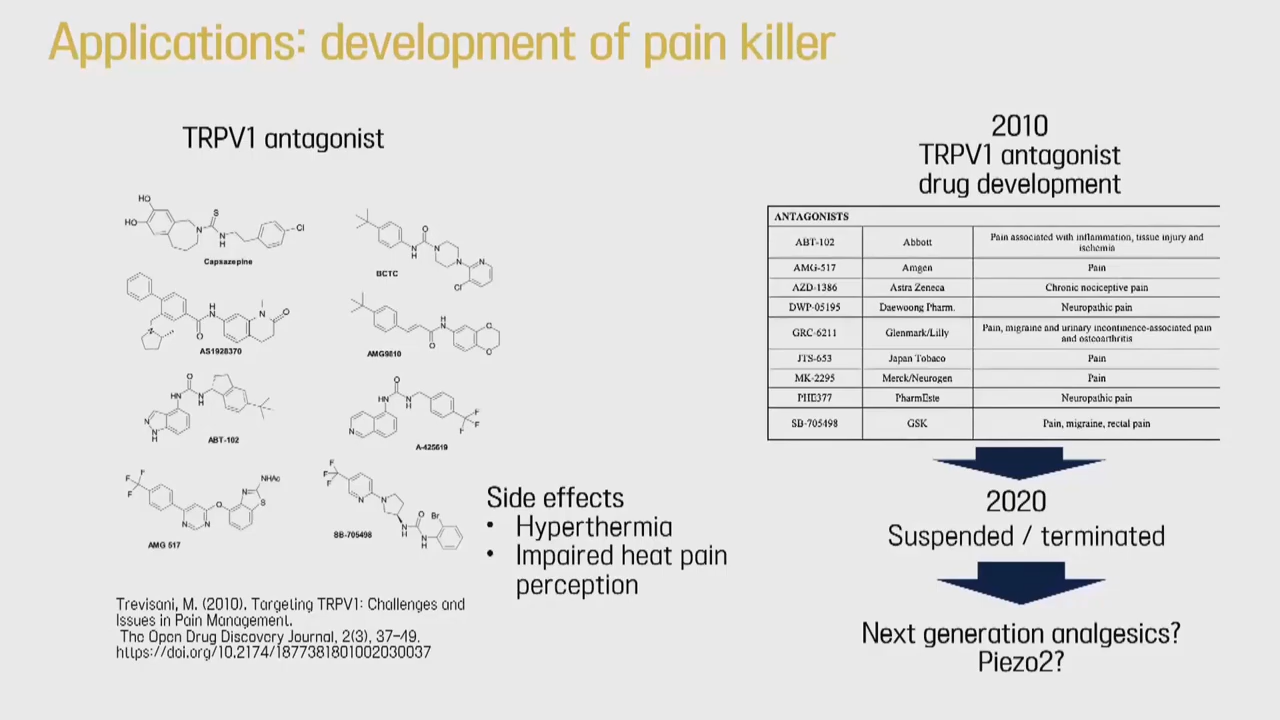 Applications: development of pain killer
TRPV1 antagonist
HO
HO
N
S
N
H
Cl
Capsazepine
O
N
H
N
N
N
Cl
BCTC
H
N
O
N
O
AS1928370
O
H
N
O
O
AMG9810
O
HN
N
H
N
N
H
ABT-102
O
HN
N
H
N
F
F
F
A-425619
F
F
F
N
N
O
N
S
NHAc
AMG 517
F
F
F
N
N
N
H
O
N
H
Br
SB-705498
Side effects
• Hyperthermia
• Impaired heat pain
perception
Trevisani, M. (2010). Targeting TRPV1: Challenges and
Issues in Pain Management.
The Open Drug Discovery Journal, 2(3), 37–49.
https://doi.org/10.2174/1877381801002030037
2010
TRPV1 antagonist
drug development
ANTAGONISTS
ABT-102 Abbott Pain associated with inflammation, tissue injury and
ischemia
AMG-517 Amgen Pain
AZD-1386 Astra Zeneca Chronic nociceptive pain
DWP-05195 Daewoong Pharm. Neuropathic pain
GRC-6211 Glenmark/Lilly Pain, migraine and urinary incontinence-associated pain
and osteoarthritis
JTS-653 Japan Tobaco Pain
MK-2295 Merck/Neurogen Pain
PHE377 PharmEste Neuropathic pain
SB-705498 GSK Pain, migraine, rectal pain
2020
Suspended / terminated
Next generation analgesics?
Piezo2?